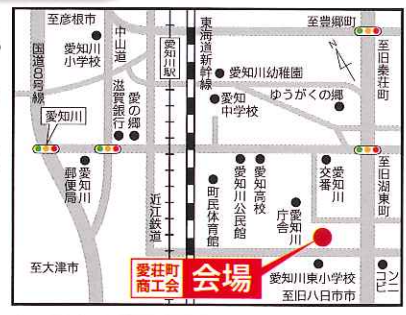 至彦根市
中山道
愛知川
小学校
国道8号線
滋賀銀行
愛の郷
愛知川
愛知川駅
東海道新幹線
至豊郷町
愛知川幼稚園
ゆうがくの郷
愛知
中学校
至旧秦荘町
愛知川
郵便局
近江鉄道
町民体育館
愛知川公民館
愛知高校
愛知川
庁舎
愛知川
交番
至旧湖東町
至大津市
愛荘町
商工会
会場
愛知川東小学校
至旧八日市市
コンビニ